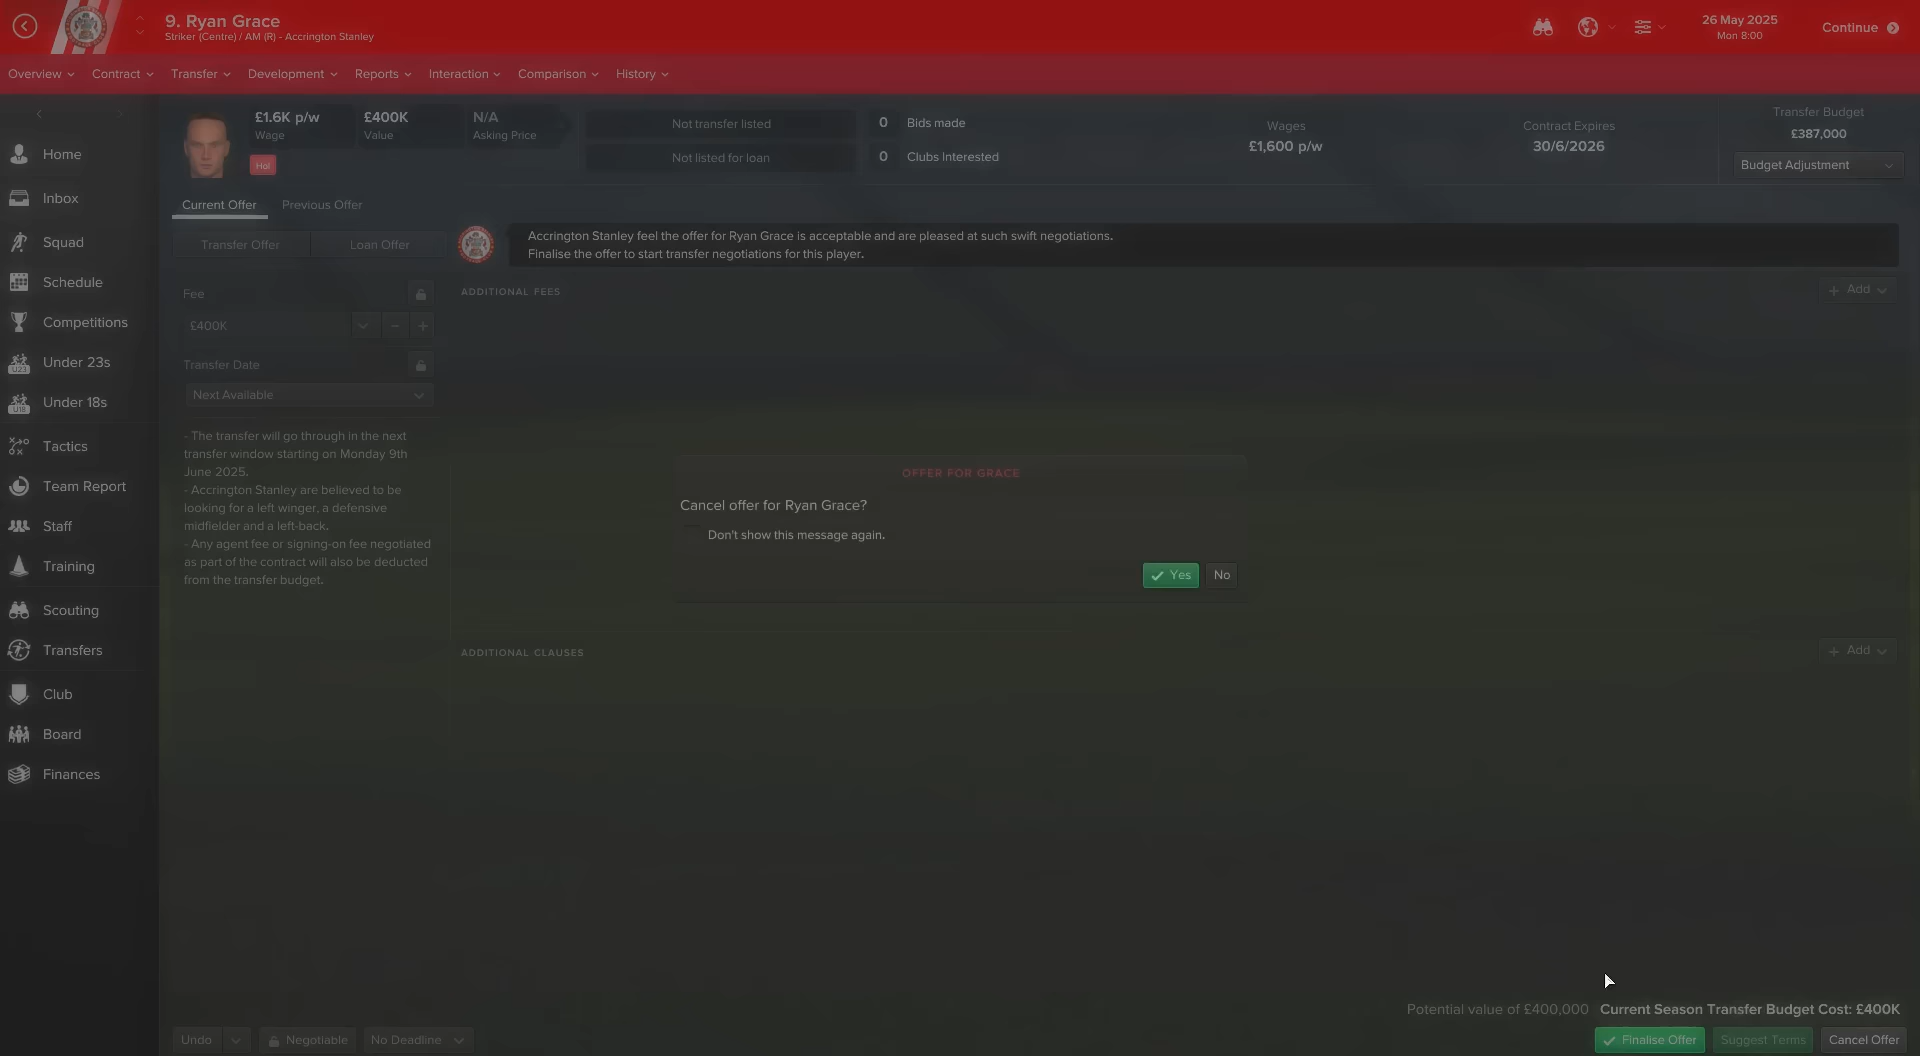 9. Ryan Grace
Striker (Centre) / AM (R) - Accrington Stanley
26 May 2025
Mon 8:00
Continue
Overview
Contract
Transfer
Development
Reports
Interaction
Comparison
History
£1.6K p/w
Wage
£400K
Value
N/A
Asking Price
Hol
Not transfer listed
Not listed for loan
0 Bids made
0 Clubs Interested
Wages
£1,600 p/w
Contract Expires
30/6/2026
Transfer Budget
£387,000
Budget Adjustment
Home
Inbox
Squad
Schedule
Competitions
Under 23s
Under 18s
Tactics
Team Report
Staff
Training
Scouting
Transfers
Club
Board
Finances
Current Offer
Previous Offer
Transfer Offer
Loan Offer
Accrington Stanley feel the offer for Ryan Grace is acceptable and are pleased at such swift negotiations.
Finalise the offer to start transfer negotiations for this player.
Fee
£400K
Transfer Date
Next Available
- The transfer will go through in the next
transfer window starting on Monday 9th
June 2025.
- Accrington Stanley are believed to be
looking for a left winger, a defensive
midfielder and a left-back.
- Any agent fee or signing-on fee negotiated
as part of the contract will also be deducted
from the transfer budget.
ADDITIONAL FEES
+ Add
OFFER FOR GRACE
Cancel offer for Ryan Grace?
Don't show this message again.
Yes
No
ADDITIONAL CLAUSES
+ Add
Potential value of £400,000 Current Season Transfer Budget Cost: £400K
Undo
Negotiable
No Deadline
Finalise Offer
Suggest Terms
Cancel Offer
U23
U18